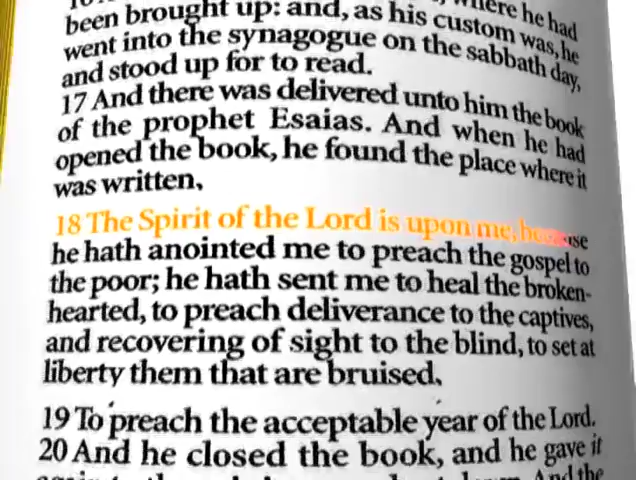 where he had
been brought up: and, as his custom was, he
went into the synagogue on the sabbath day,
and stood up for to read.
17 And there was delivered unto him the book
of the prophet Esaias. And when he had
opened the book, he found the place where it
was written,
18 The Spirit of the Lord is upon me, because
he hath anointed me to preach the gospel to
the poor; he hath sent me to heal the broken-
hearted, to preach deliverance to the captives,
and recovering of sight to the blind, to set at
liberty them that are bruised,
19 To preach the acceptable year of the Lord.
20 And he closed the book, and he gave it
And the